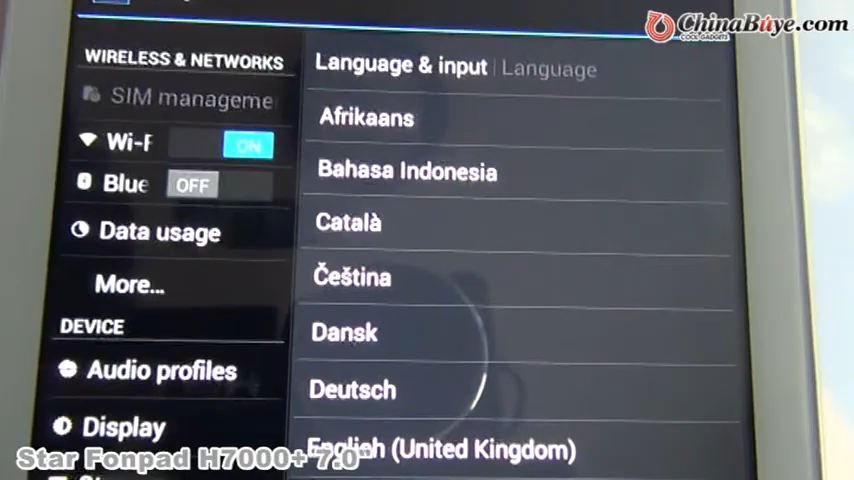 ChinaBuye.com
COOL GADGETS
WIRELESS & NETWORKS
SIM manageme
Wi-F
ON
Blue
OFF
Data usage
More...
DEVICE
Audio profiles
Display
Language & input | Language
Afrikaans
Bahasa Indonesia
Català
Čeština
Dansk
Deutsch
English (United Kingdom)
Star Fonpad H7000+ 7.0"